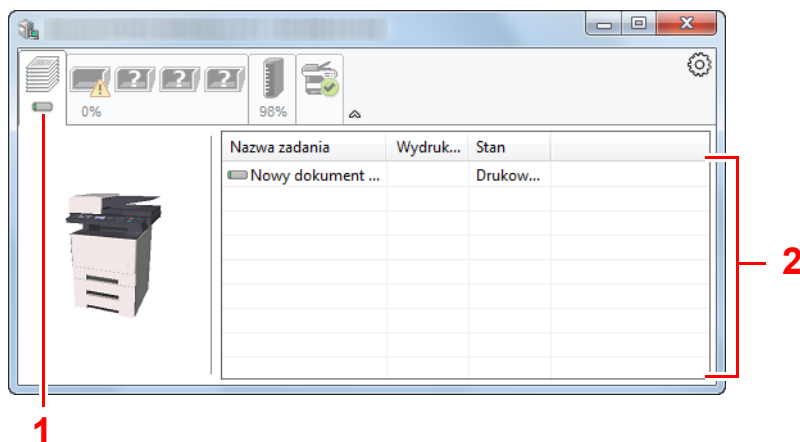 ? ? ?
0%
98%
Nazwa zadania Wydruk... Stan
Nowy dokument ... Drukow...
2
1